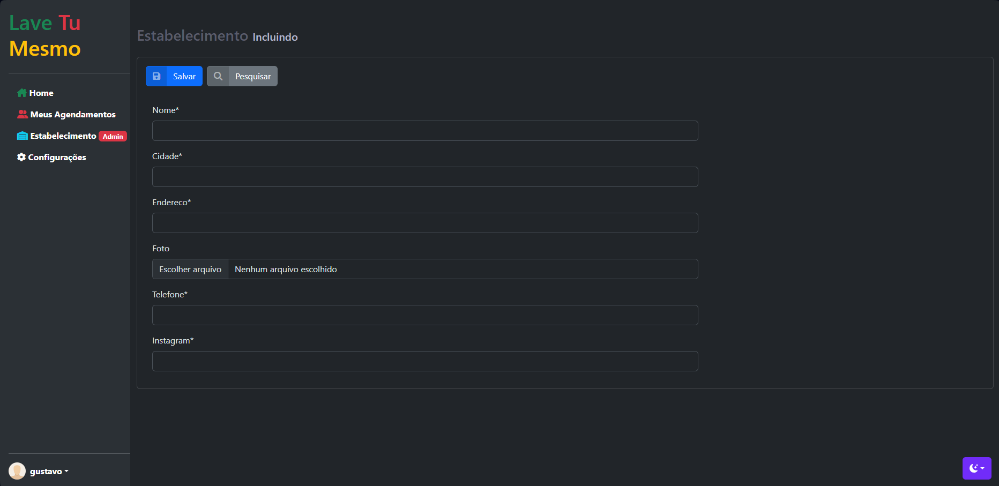 Lave Tu
Mesmo
Home
Meus Agendamentos
Estabelecimento Admin
Configurações
gustavo
Estabelecimento Incluindo
Salvar Pesquisar
Nome*
Cidade*
Endereco*
Foto
Escolher arquivo Nenhum arquivo escolhido
Telefone*
Instagram*